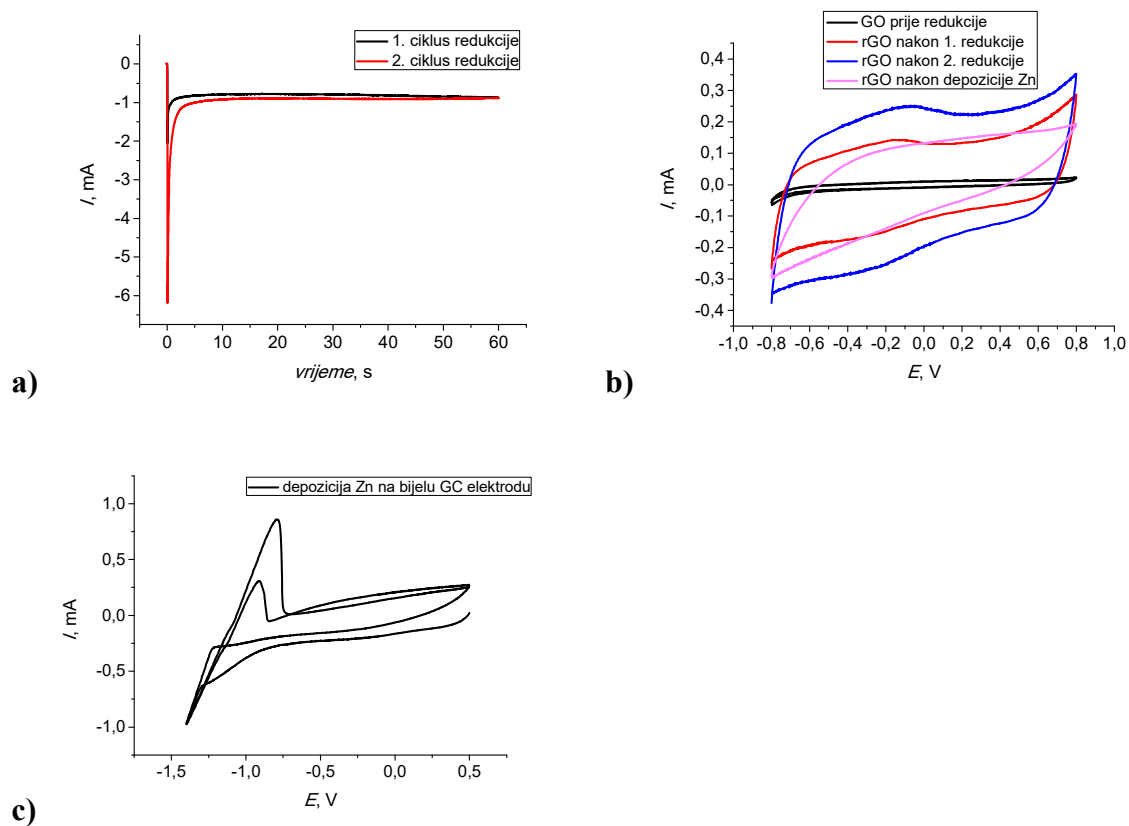 1. ciklus redukcije
2. ciklus redukcije
0
-1
-2
-3
-4
-5
-6
I, mA
0 10 20 30 40 50 60
vrijeme, s
a)
GO prije redukcije
rGO nakon 1. redukcije
rGO nakon 2. redukcije
rGO nakon depozicije Zn
0,4
0,3
0,2
0,1
0,0
-0,1
-0,2
-0,3
-0,4
I, mA
-1,0 -0,8 -0,6 -0,4 -0,2 0,0 0,2 0,4 0,6 0,8 1,0
E, V
b)
depozicija Zn na bijelu GC elektrodu
1,0
0,5
0,0
-0,5
-1,0
I, mA
-1,5 -1,0 -0,5 0,0 0,5
E, V
c)